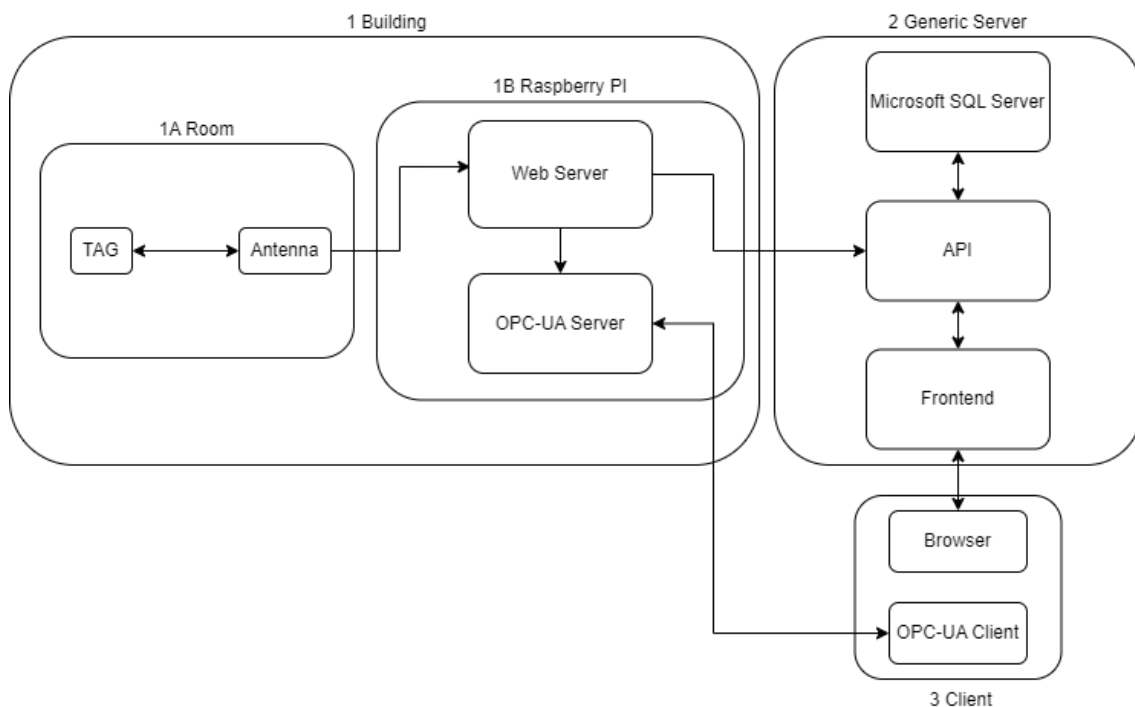 1 Building
2 Generic Server
1B Raspberry PI
Microsoft SQL Server
1A Room
Web Server
TAG
Antenna
API
OPC-UA Server
Frontend
Browser
OPC-UA Client
3 Client